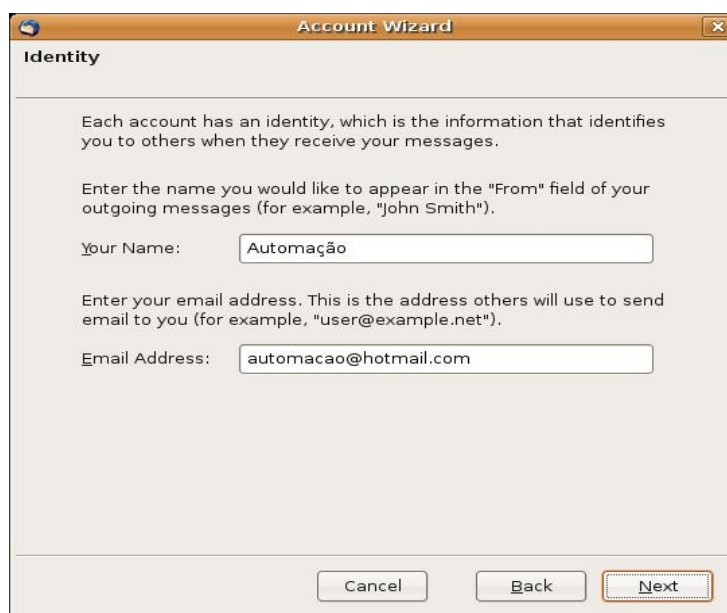 Account Wizard
Identity
Each account has an identity, which is the information that identifies
you to others when they receive your messages.
Enter the name you would like to appear in the "From" field of your
outgoing messages (for example, "John Smith").
Your Name: Automação
Enter your email address. This is the address others will use to send
email to you (for example, "user@example.net").
Email Address: automacao@hotmail.com
Cancel Back Next